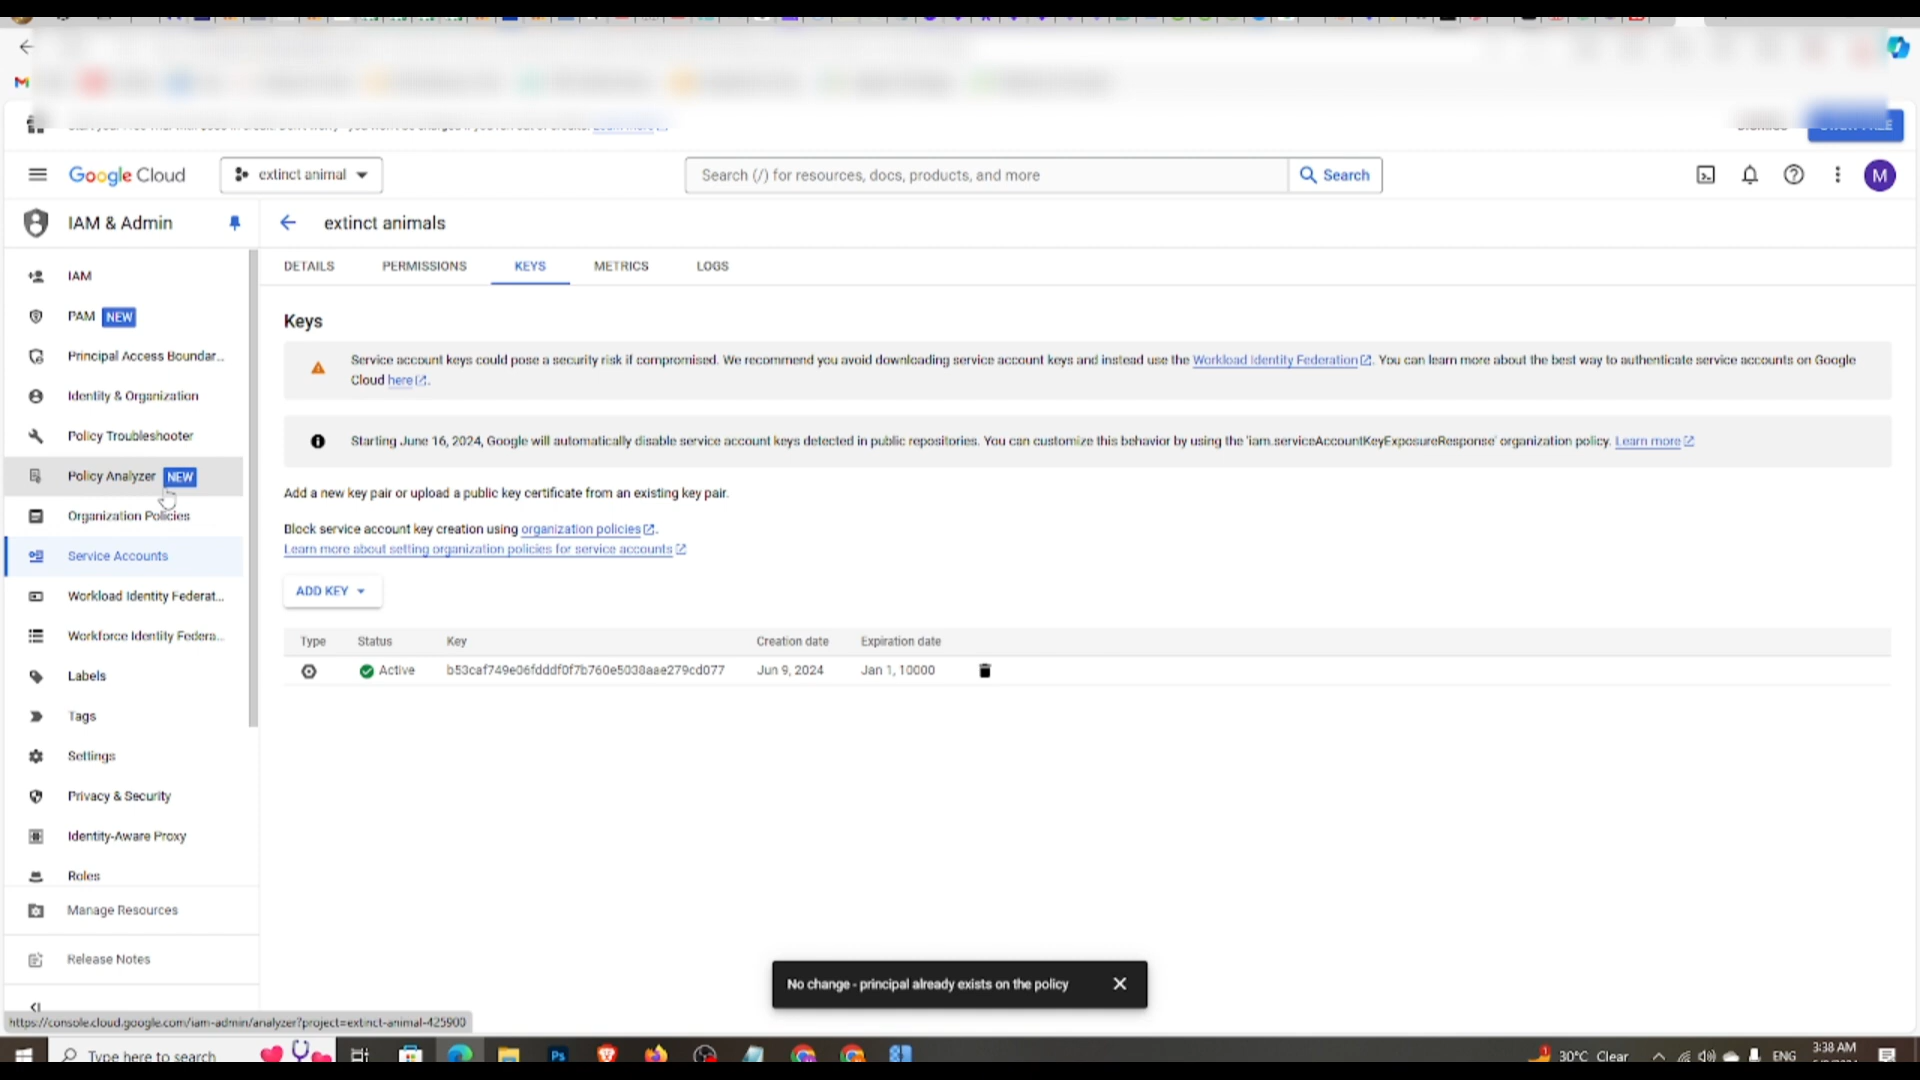 Google Cloud
extinct animal
Search (/) for resources, docs, products, and more
Search
M
IAM & Admin
extinct animals
IAM
PAM NEW
Principal Access Boundar...
Identity & Organization
Policy Troubleshooter
Policy Analyzer NEW
Organization Policies
Service Accounts
Workload Identity Federat...
Workforce Identity Federa...
Labels
Tags
Settings
Privacy & Security
Identity-Aware Proxy
Roles
Manage Resources
Release Notes
DETAILS PERMISSIONS KEYS METRICS LOGS
Keys
Service account keys could pose a security risk if compromised. We recommend you avoid downloading service account keys and instead use the Workload Identity Federation. You can learn more about the best way to authenticate service accounts on Google
Cloud here.
Starting June 16, 2024, Google will automatically disable service account keys detected in public repositories. You can customize this behavior by using the 'iam.serviceAccountKeyExposureResponse' organization policy. Learn more
Add a new key pair or upload a public key certificate from an existing key pair.
Block service account key creation using organization policies.
Learn more about setting organization policies for service accounts
ADD KEY
Type Status Key Creation date Expiration date
Active b53caf749e06fdddf0f7b760e5038aae279cd077 Jun 9, 2024 Jan 1, 10000
No change - principal already exists on the policy
https://console.cloud.google.com/iam-admin/analyzer?project=extinct-animal-425900
Type here to search
Ps
30°C Clear
ENG
3:38 AM